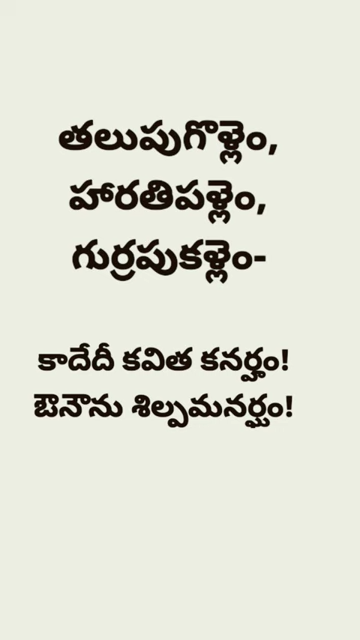 తలుపుగొళ్లెం,
హారతిపళ్లెం,
గుర్రపుకళ్లెం-
కాదేదీ కవిత కనర్హం!
ఔనౌను శిల్పమనర్ఘం!